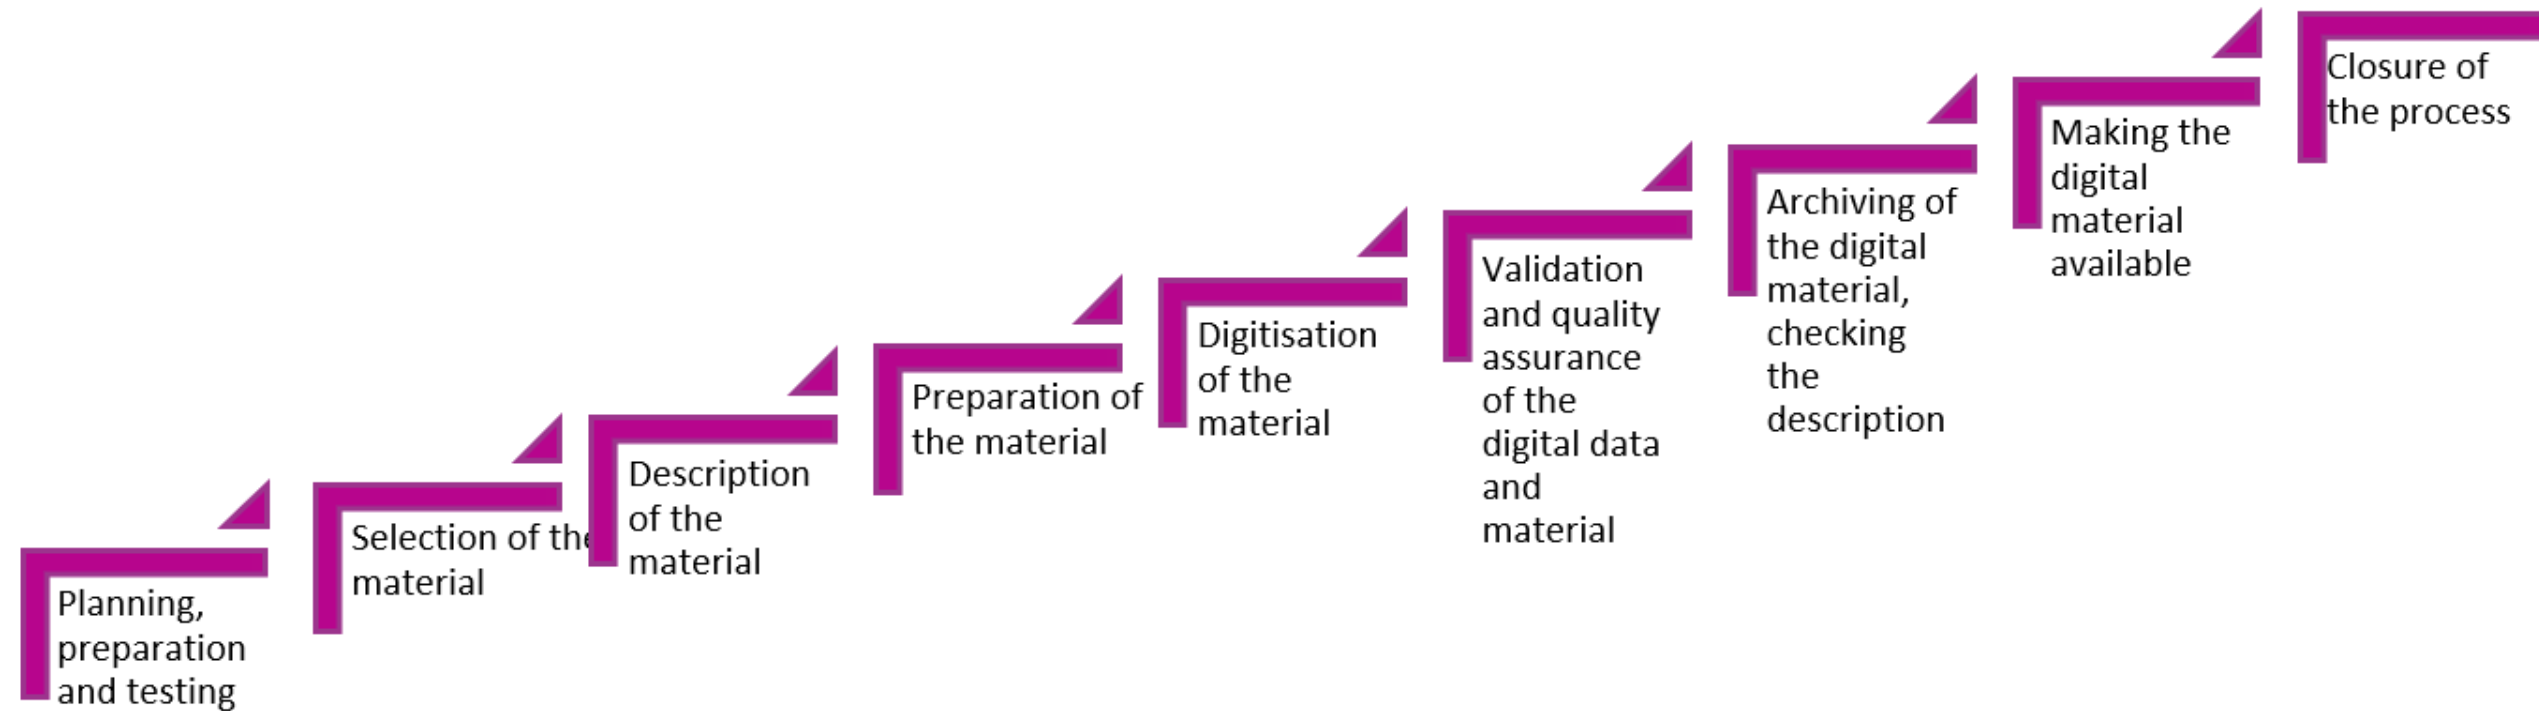 Planning,
preparation
and testing
Selection of the
material
Description
of the
material
Preparation of
the material
Digitisation
of the
material
Validation
and quality
assurance
of the
digital data
and
material
Archiving of
the digital
material,
checking
the
description
Making the
digital
material
available
Closure of
the process